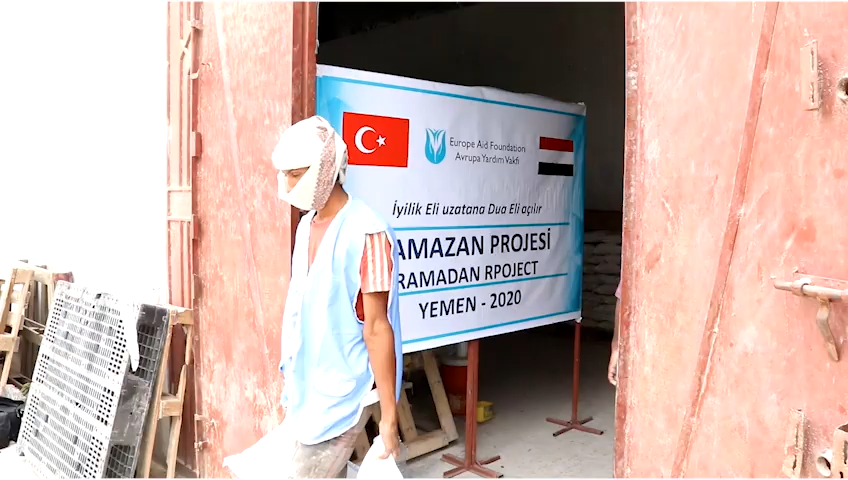 Europe Aid Foundation
Avrupa Yardım Vakfı
İyilik Eli uzatana Dua Eli açılır
AMAZAN PROJESİ
RAMADAN RPOJECT
YEMEN - 2020